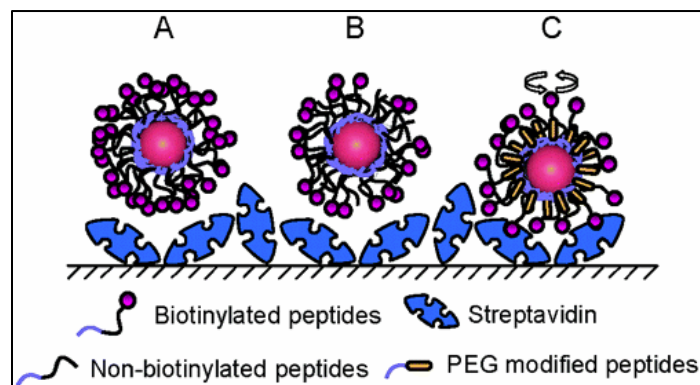 A B C
Biotinylated peptides Streptavidin
Non-biotinylated peptides PEG modified peptides